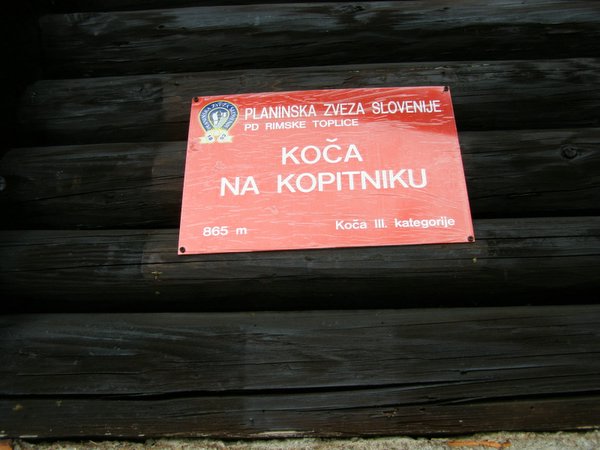 PLANINSKA ZVEZA SLOVENIJE
PD RIMSKE TOPLICE
KOČA
NA KOPITNIKU
865 m
Koča III. kategorije